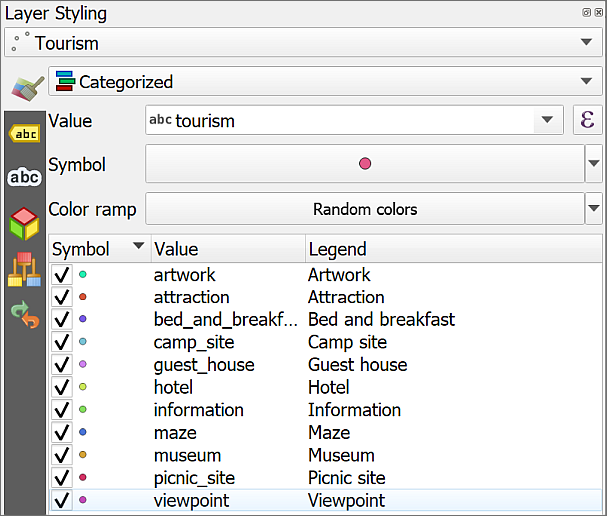 Layer Styling
Tourism
Categorized
Value abc tourism ε
abc
abc
Symbol
Color ramp Random colors
Symbol Value Legend
artwork Artwork
attraction Attraction
bed_and_breakf... Bed and breakfast
camp_site Camp site
guest_house Guest house
hotel Hotel
information Information
maze Maze
museum Museum
picnic_site Picnic site
viewpoint Viewpoint